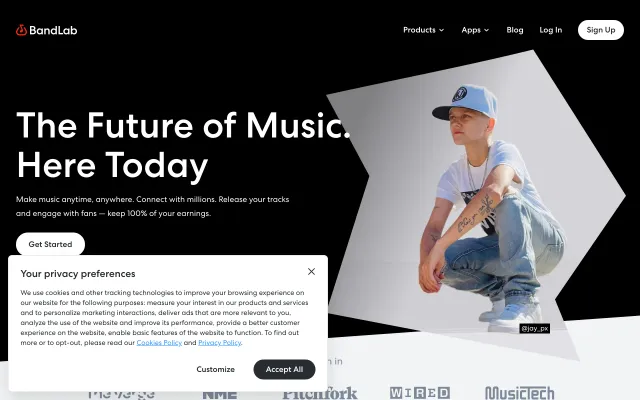 BandLab
Products Apps Blog Log In Sign Up
The Future of Music.
Here Today
Make music anytime, anywhere. Connect with millions. Release your tracks
and engage with fans — keep 100% of your earnings.
Get Started
@jay_px
Your privacy preferences
We use cookies and other tracking technologies to improve your browsing experience on
our website for the following purposes: measure your interest in our products and services
and to personalize marketing interactions, deliver ads that are more relevant to you,
analyze the use of the website and improve its performance, provide a better customer
experience on the website, enable basic features of the website to function. To find out
more or to opt-out, please read our Cookies Policy and Privacy Policy.
Customize Accept All
in
NME Pitchfork WIRED MusicTech